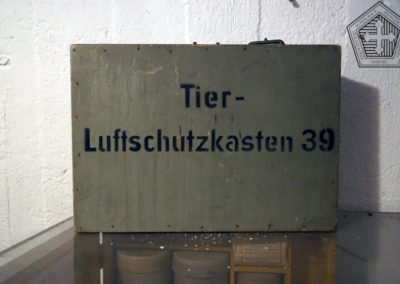 Tier-
Luftschutzkasten 39